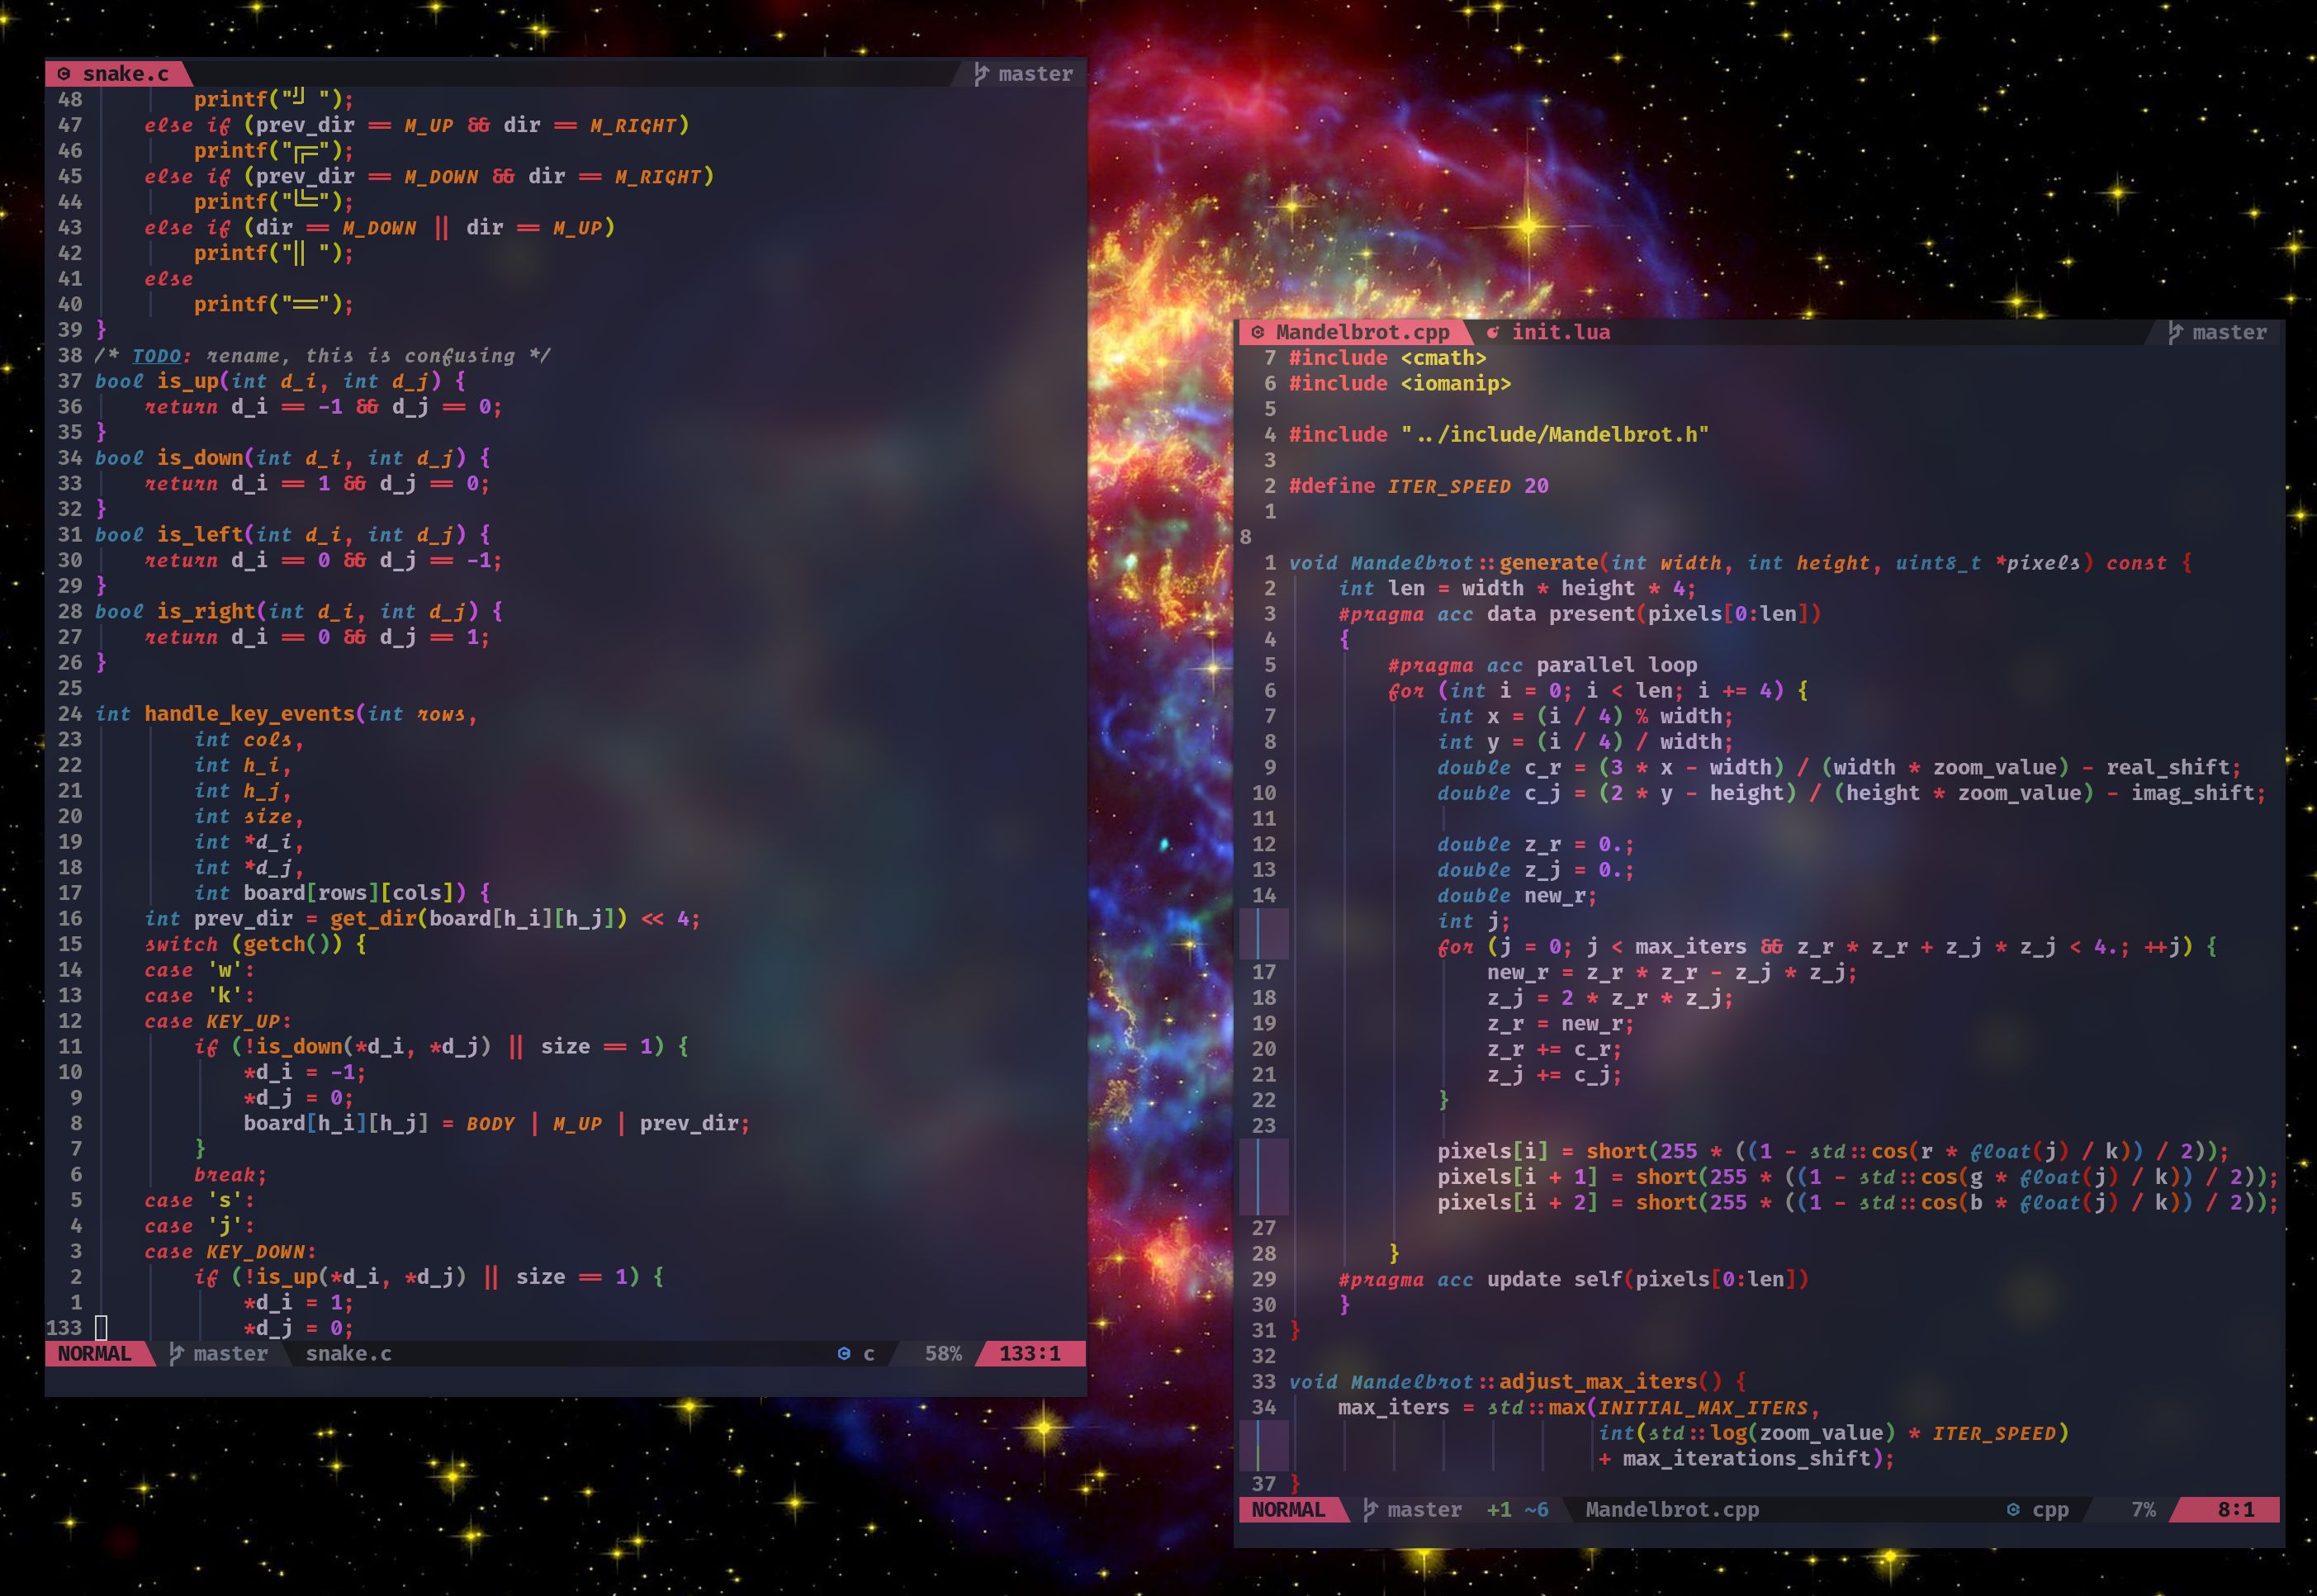 snake.c master
48 printf("╝ ");
47 else if (prev_dir == M_UP && dir == M_RIGHT)
46 printf("╔═");
45 else if (prev_dir == M_DOWN && dir == M_RIGHT)
44 printf("╚═");
43 else if (dir == M_DOWN || dir == M_UP)
42 printf("║ ");
41 else
40 printf("══");
39 }
38 /* TODO: rename, this is confusing */
37 bool is_up(int d_i, int d_j) {
36 return d_i == -1 && d_j == 0;
35 }
34 bool is_down(int d_i, int d_j) {
33 return d_i == 1 && d_j == 0;
32 }
31 bool is_left(int d_i, int d_j) {
30 return d_i == 0 && d_j == -1;
29 }
28 bool is_right(int d_i, int d_j) {
27 return d_i == 0 && d_j == 1;
26 }
25
24 int handle_key_events(int rows,
23 int cols,
22 int h_i,
21 int h_j,
20 int size,
19 int *d_i,
18 int *d_j,
17 int board[rows][cols]) {
16 int prev_dir = get_dir(board[h_i][h_j]) << 4;
15 switch (getch()) {
14 case 'w':
13 case 'k':
12 case KEY_UP:
11 if (!is_down(*d_i, *d_j) || size == 1) {
10 *d_i = -1;
9 *d_j = 0;
8 board[h_i][h_j] = BODY | M_UP | prev_dir;
7 }
6 break;
5 case 's':
4 case 'j':
3 case KEY_DOWN:
2 if (!is_up(*d_i, *d_j) || size == 1) {
1 *d_i = 1;
133 *d_j = 0;
NORMAL master snake.c c 58% 133:1
Mandelbrot.cpp init.lua master
7 #include <cmath>
6 #include <iomanip>
5
4 #include "../include/Mandelbrot.h"
3
2 #define ITER_SPEED 20
1
8
1 void Mandelbrot::generate(int width, int height, uint8_t *pixels) const {
2 int len = width * height * 4;
3 #pragma acc data present(pixels[0:len])
4 {
5 #pragma acc parallel loop
6 for (int i = 0; i < len; i += 4) {
7 int x = (i / 4) % width;
8 int y = (i / 4) / width;
9 double c_r = (3 * x - width) / (width * zoom_value) - real_shift;
10 double c_j = (2 * y - height) / (height * zoom_value) - imag_shift;
11
12 double z_r = 0.;
13 double z_j = 0.;
14 double new_r;
int j;
for (j = 0; j < max_iters && z_r * z_r + z_j * z_j < 4.; ++j) {
17 new_r = z_r * z_r - z_j * z_j;
18 z_j = 2 * z_r * z_j;
19 z_r = new_r;
20 z_r += c_r;
21 z_j += c_j;
22 }
23
pixels[i] = short(255 * ((1 - std::cos(r * float(j) / k)) / 2));
pixels[i + 1] = short(255 * ((1 - std::cos(g * float(j) / k)) / 2));
pixels[i + 2] = short(255 * ((1 - std::cos(b * float(j) / k)) / 2));
27
28 }
29 #pragma acc update self(pixels[0:len])
30 }
31 }
32
33 void Mandelbrot::adjust_max_iters() {
34 max_iters = std::max(INITIAL_MAX_ITERS,
int(std::log(zoom_value) * ITER_SPEED)
+ max_iterations_shift);
37 }
NORMAL master +1 ~6 Mandelbrot.cpp cpp 7% 8:1